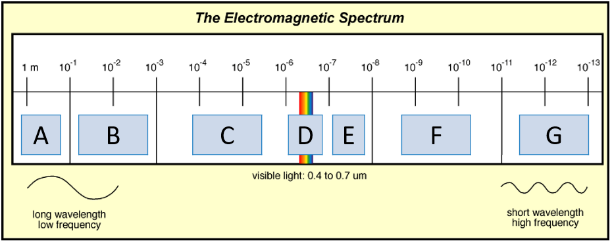 The Electromagnetic Spectrum
1 m 10-1 10-2 10-3 10-4 10-5 10-6 10-7 10-8 10-9 10-10 10-11 10-12 10-13
A B C D E F G
visible light: 0.4 to 0.7 um
long wavelength
low frequency
short wavelength
high frequency